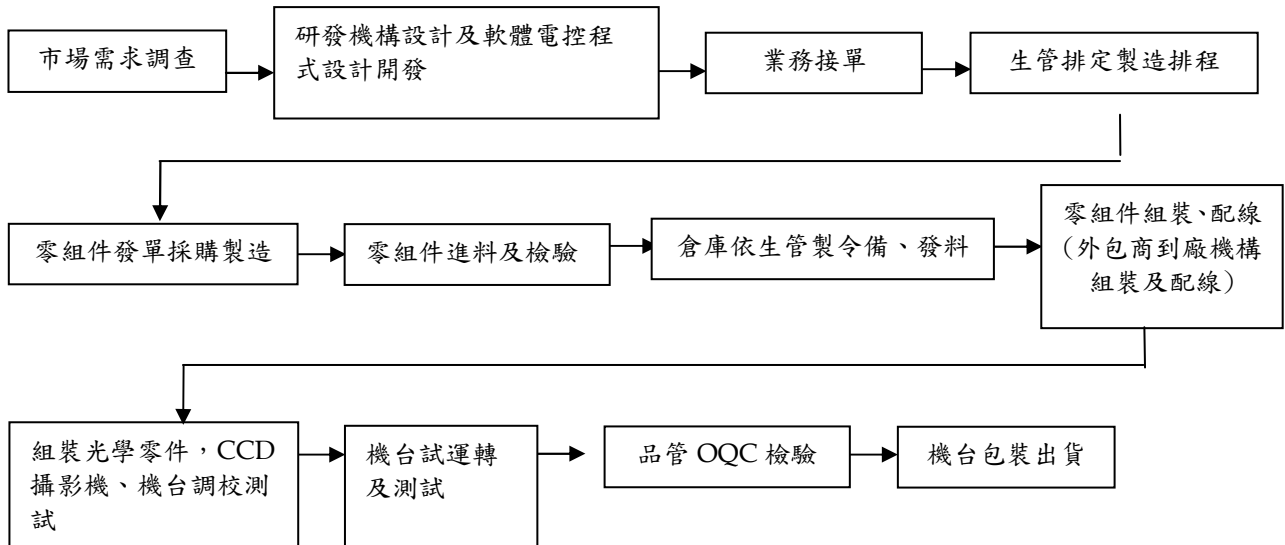 市場需求調查
研發機構設計及軟體電控程
式設計開發
業務接單
生管排定製造排程
零組件發單採購製造
零組件進料及檢驗
倉庫依生管製令備、發料
零組件組裝、配線
(外包商到廠機構
組裝及配線)
組裝光學零件，CCD
攝影機、機台調校測
試
機台試運轉
及測試
品管 OQC 檢驗
機台包裝出貨